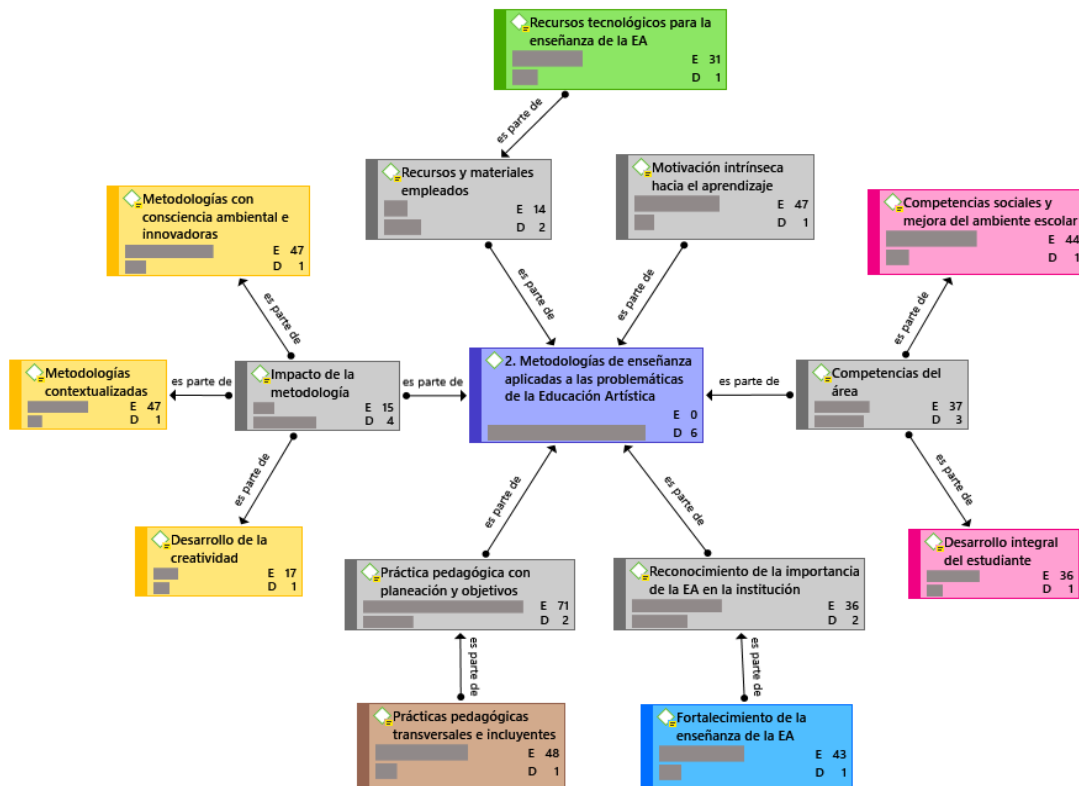 Recursos tecnológicos para la
enseñanza de la EA
E 31
D 1
es parte de
Recursos y materiales
empleados
E 14
D 2
Motivación intrínseca
hacia el aprendizaje
E 47
D 1
Metodologías con
consciencia ambiental e
innovadoras
E 47
D 1
Competencias sociales y
mejora del ambiente escolar
E 44
D 1
es parte de
es parte de
es parte de
es parte de
Metodologías
contextualizadas
E 47
D 1
es parte de
Impacto de la
metodología
E 15
D 4
es parte de
2. Metodologías de enseñanza
aplicadas a las problemáticas
de la Educación Artística
E 0
D 6
es parte de
Competencias del
área
E 37
D 3
es parte de
es parte de
es parte de
es parte de
Desarrollo de la
creatividad
E 17
D 1
Práctica pedagógica con
planeación y objetivos
E 71
D 2
Reconocimiento de la importancia
de la EA en la institución
E 36
D 2
Desarrollo integral
del estudiante
E 36
D 1
es parte de
es parte de
Prácticas pedagógicas
transversales e incluyentes
E 48
D 1
Fortalecimiento de la
enseñanza de la EA
E 43
D 1